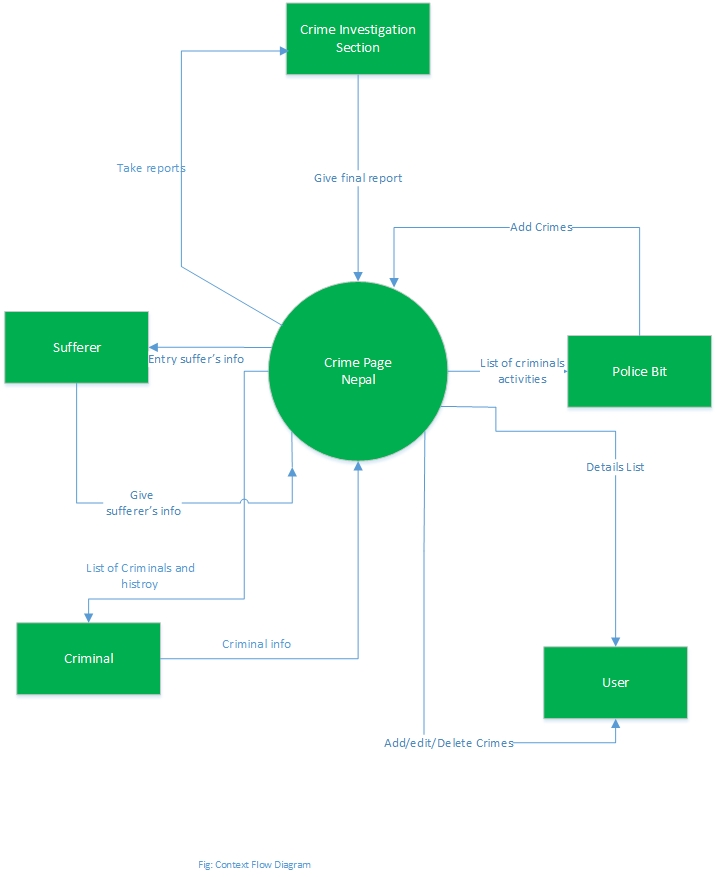 Crime Investigation
Section
Take reports
Give final report
Add Crimes
Sufferer
Entry suffer's info
Crime Page
Nepal
List of criminals
activities
Police Bit
Details List
Give
sufferer's info
List of Criminals and
histroy
Criminal
Criminal info
User
Add/edit/Delete Crimes
Fig: Context Flow Diagram